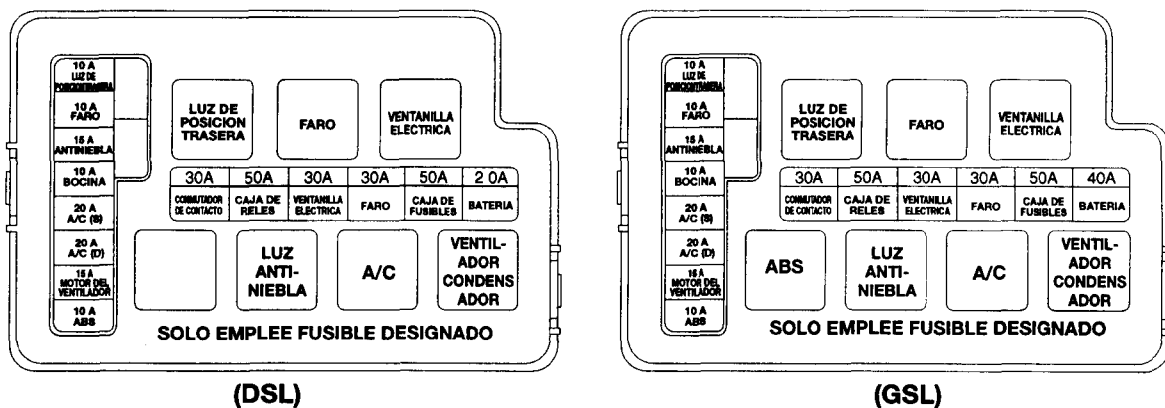 10 A
LUZ DE
POSICIONTRASERA
10 A
FARO
15 A
ANTINIEBLA
10 A
BOCINA
20 A
A/C (S)
20 A
A/C (D)
15 A
MOTOR DEL
VENTILADOR
10 A
ABS
LUZ DE
POSICION
TRASERA
FARO
VENTANILLA
ELECTRICA
30A 50A 30A 30A 50A 2 0A
CONMUTADOR
DE CONTACTO
CAJA DE
RELES
VENTANILLA
ELECTRICA
FARO
CAJA DE
FUSIBLES
BATERIA
LUZ
ANTI-
NIEBLA
A/C
VENTIL-
ADOR
CONDENS
ADOR
SOLO EMPLEE FUSIBLE DESIGNADO
(DSL)
10 A
LUZ DE
POSICIONTRASERA
10 A
FARO
15 A
ANTINIEBLA
10 A
BOCINA
20 A
A/C (S)
20 A
A/C (D)
15 A
MOTOR DEL
VENTILADOR
10 A
ABS
LUZ DE
POSICION
TRASERA
FARO
VENTANILLA
ELECTRICA
30A 50A 30A 30A 50A 40A
CONMUTADOR
DE CONTACTO
CAJA DE
RELES
VENTANILLA
ELECTRICA
FARO
CAJA DE
FUSIBLES
BATERIA
ABS
LUZ
ANTI-
NIEBLA
A/C
VENTIL-
ADOR
CONDENS
ADOR
SOLO EMPLEE FUSIBLE DESIGNADO
(GSL)